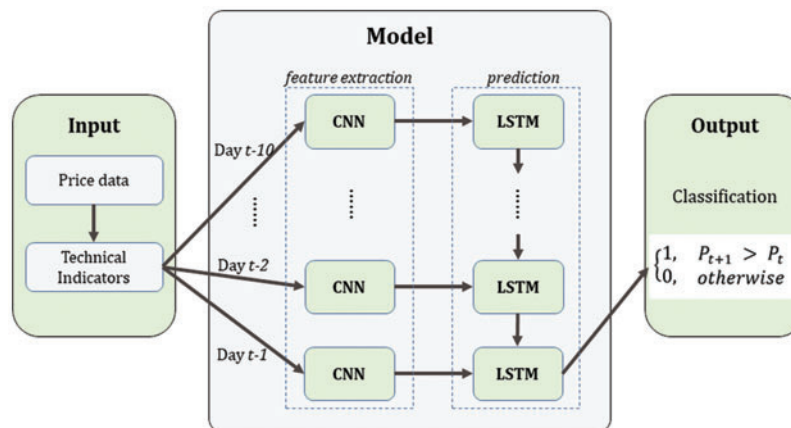 Model
feature extraction
prediction
Input
Price data
Technical
Indicators
Day t-10
......
Day t-2
Day t-1
CNN
......
CNN
CNN
LSTM
......
LSTM
LSTM
Output
Classification
{1, P_{t+1} > P_t
0, otherwise